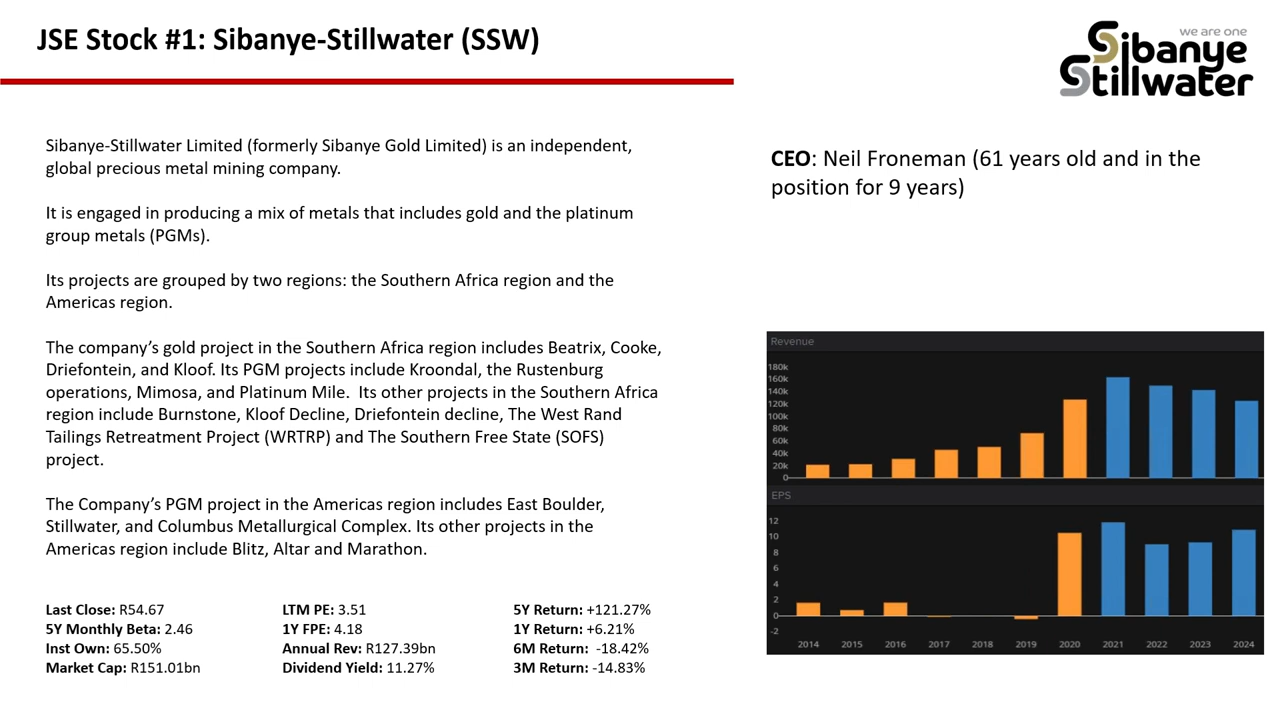 JSE Stock #1: Sibanye-Stillwater (SSW)
we are one
Sibanye
Stillwater
Sibanye-Stillwater Limited (formerly Sibanye Gold Limited) is an independent,
global precious metal mining company.
It is engaged in producing a mix of metals that includes gold and the platinum
group metals (PGMs).
Its projects are grouped by two regions: the Southern Africa region and the
Americas region.
The company’s gold project in the Southern Africa region includes Beatrix, Cooke,
Driefontein, and Kloof. Its PGM projects include Kroondal, the Rustenburg
operations, Mimosa, and Platinum Mile.  Its other projects in the Southern Africa
region include Burnstone, Kloof Decline, Driefontein decline, The West Rand
Tailings Retreatment Project (WRTRP) and The Southern Free State (SOFS)
project.
The Company’s PGM project in the Americas region includes East Boulder,
Stillwater, and Columbus Metallurgical Complex. Its other projects in the
Americas region include Blitz, Altar and Marathon.
Last Close: R54.67
5Y Monthly Beta: 2.46
Inst Own: 65.50%
Market Cap: R151.01bn
LTM PE: 3.51
1Y FPE: 4.18
Annual Rev: R127.39bn
Dividend Yield: 11.27%
5Y Return: +121.27%
1Y Return: +6.21%
6M Return:  -18.42%
3M Return: -14.83%
CEO: Neil Froneman (61 years old and in the
position for 9 years)
Revenue
180k
160k
140k
120k
100k
80k
60k
40k
20k
0
EPS
12
10
8
6
4
2
0
-2
2014 2015 2016 2017 2018 2019 2020 2021 2022 2023 2024